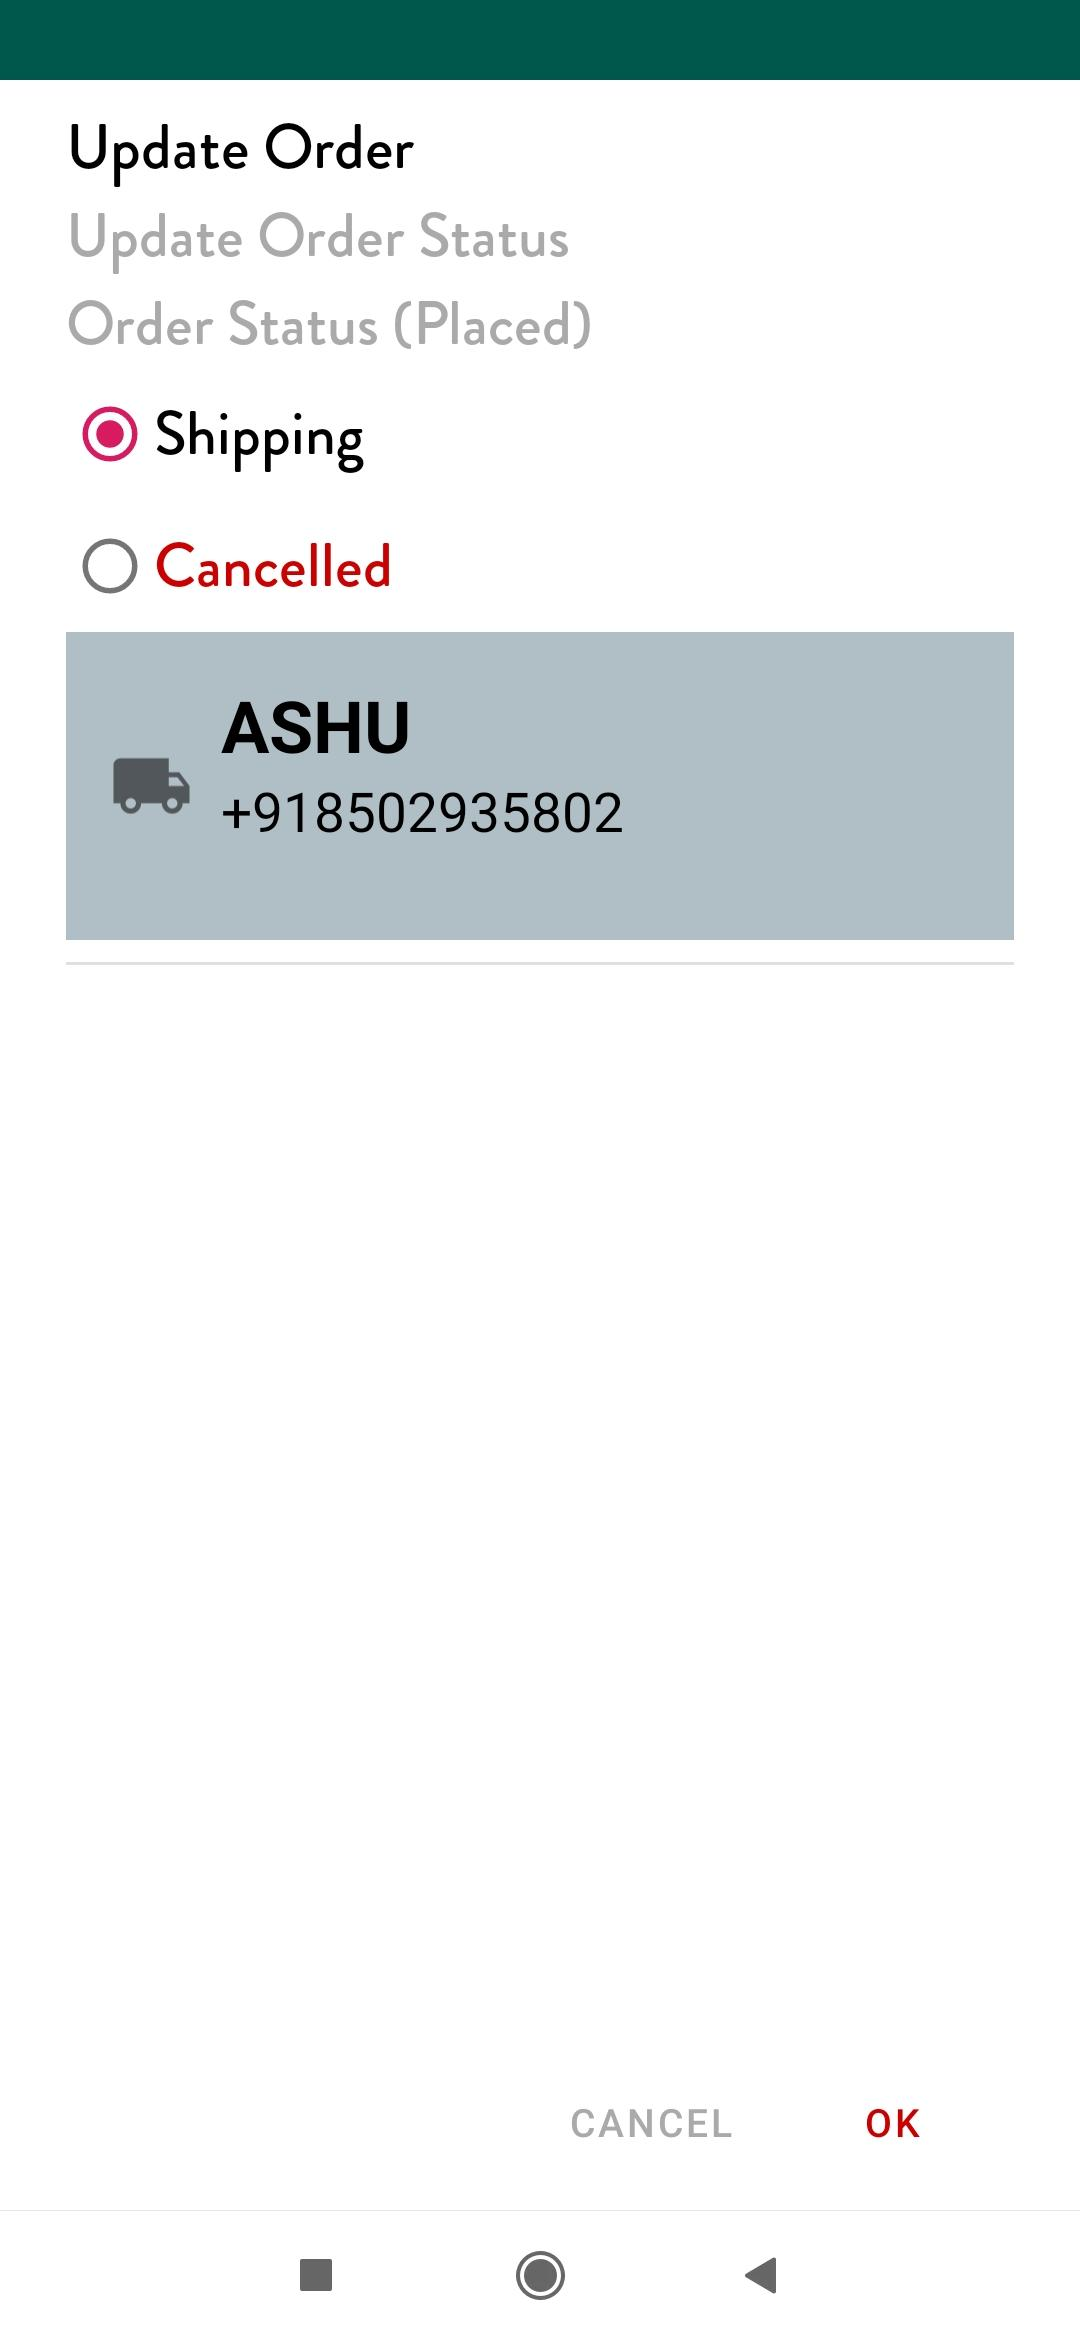 Update Order
Update Order Status
Order Status (Placed)
Shipping
Cancelled
ASHU
+918502935802
CANCEL OK